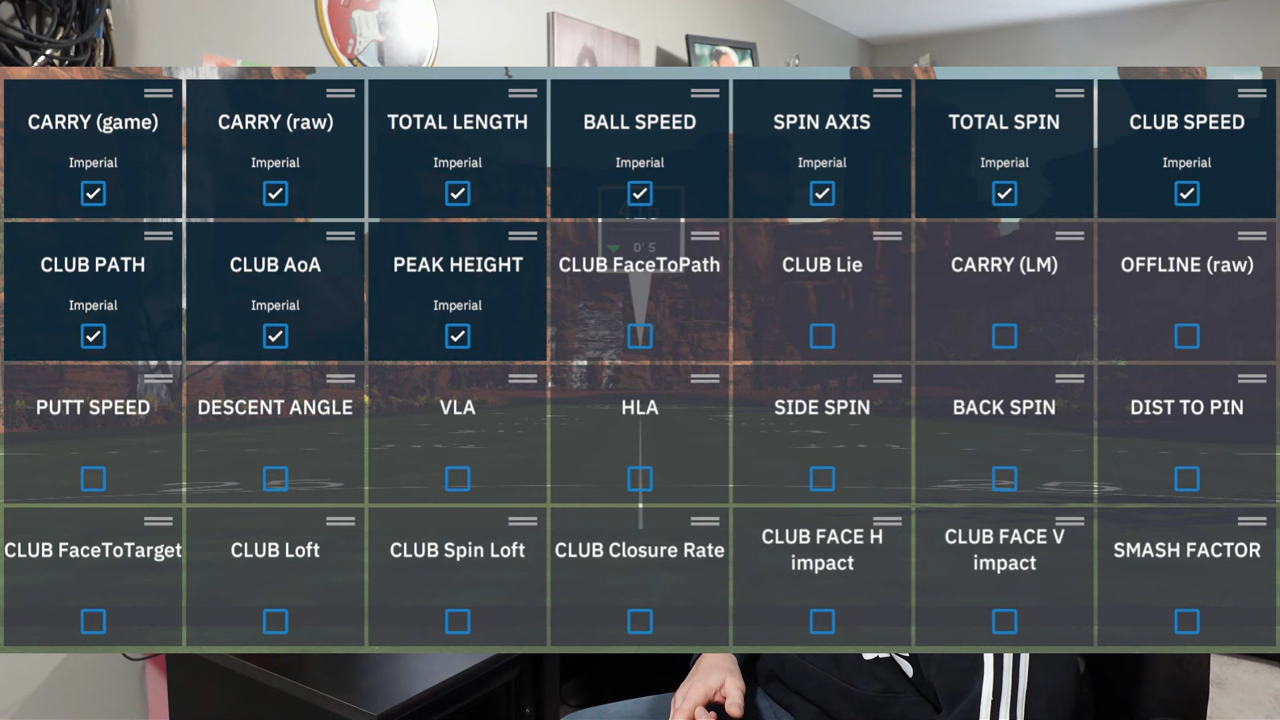 CARRY (game)
Imperial
CARRY (raw)
Imperial
TOTAL LENGTH
Imperial
BALL SPEED
Imperial
SPIN AXIS
Imperial
TOTAL SPIN
Imperial
CLUB SPEED
Imperial
CLUB PATH
Imperial
CLUB AoA
Imperial
PEAK HEIGHT
Imperial
0' 5
CLUB FaceToPath
CLUB Lie
CARRY (LM)
OFFLINE (raw)
PUTT SPEED
DESCENT ANGLE
VLA
HLA
SIDE SPIN
BACK SPIN
DIST TO PIN
CLUB FaceToTarget
CLUB Loft
CLUB Spin Loft
CLUB Closure Rate
CLUB FACE H
impact
CLUB FACE V
impact
SMASH FACTOR